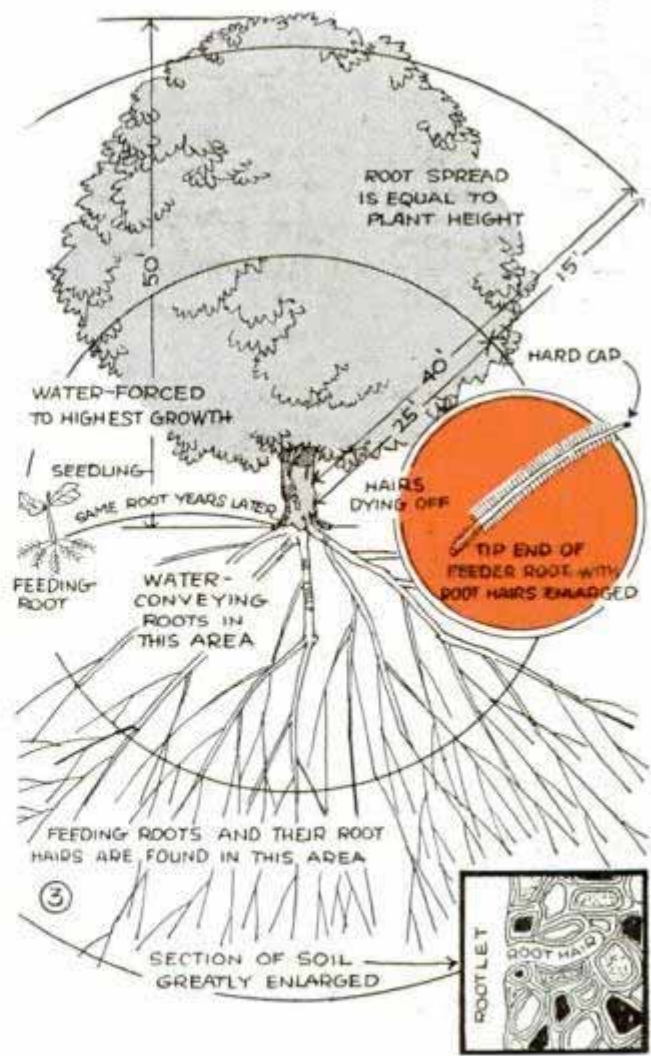 50'
ROOT SPREAD
IS EQUAL TO
PLANT HEIGHT
15'
40'
25'
HARD CAP
WATER-FORCED
TO HIGHEST GROWTH
SEEDLING
SAME ROOT YEARS LATER
HAIRS
DYING OFF
FEEDING
ROOT
TIP END OF
FEEDER ROOT WITH
ROOT HAIRS ENLARGED
WATER-
CONVEYING
ROOTS IN
THIS AREA
FEEDING ROOTS AND THEIR ROOT
HAIRS ARE FOUND IN THIS AREA
3
SECTION OF SOIL
GREATLY ENLARGED
ROOTLET
ROOT HAIR